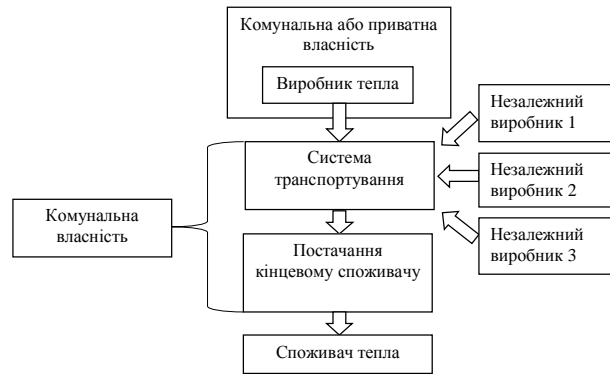 Комунальна або приватна
власність
Виробник тепла
Незалежний
виробник 1
Система
транспортування
Незалежний
виробник 2
Комунальна
власність
Постачання
кінцевому споживачу
Незалежний
виробник 3
Споживач тепла